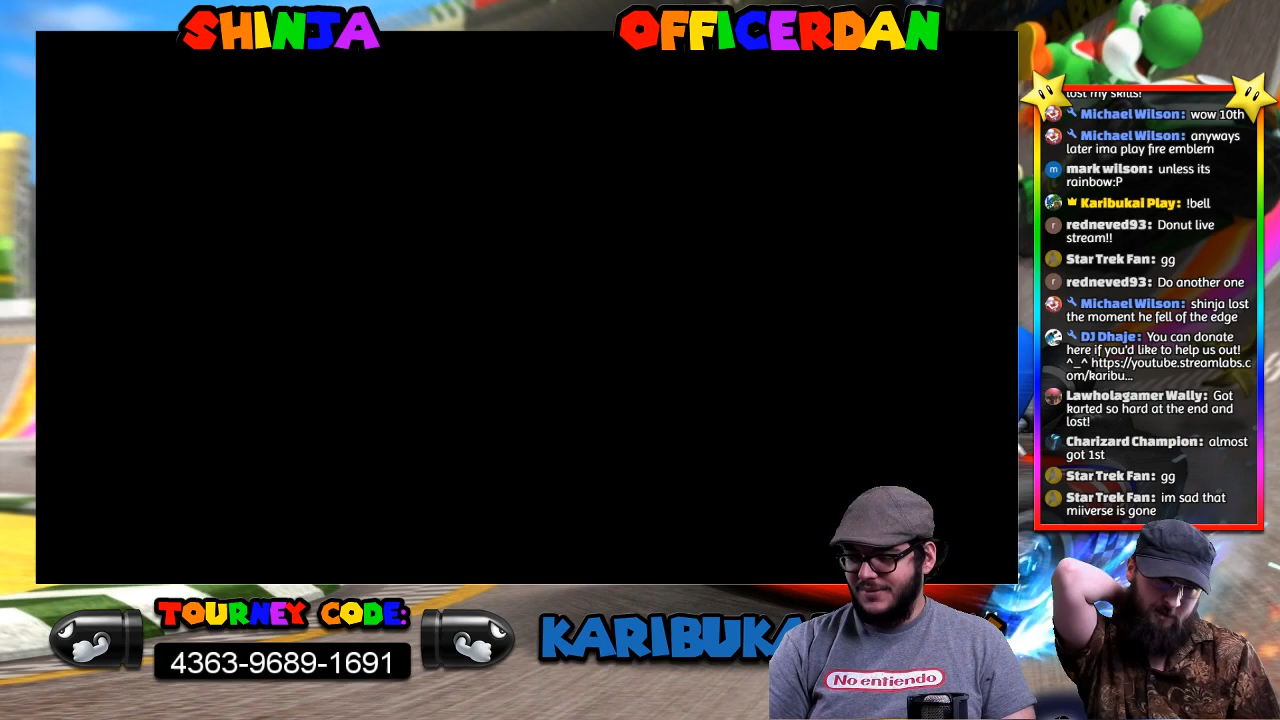 SHINJA
OFFICERDAN
lost my skills!
Michael Wilson: wow 10th
Michael Wilson: anyways
later ima play fire emblem
mark wilson: unless its
rainbow:P
Karibukai Play: !bell
redneved93: Donut live
stream!!
Star Trek Fan: gg
redneved93: Do another one
Michael Wilson: shinja lost
the moment he fell of the edge
DJ Dhaje: You can donate
here if you'd like to help us out!
^_^ https://youtube.streamlabs.c
om/karibu...
Lawholagamer Wally: Got
karted so hard at the end and
lost!
Charizard Champion: almost
got 1st
Star Trek Fan: gg
Star Trek Fan: im sad that
miiverse is gone
TOURNEY CODE:
4363-9689-1691
KARIBUKA
No entiendo